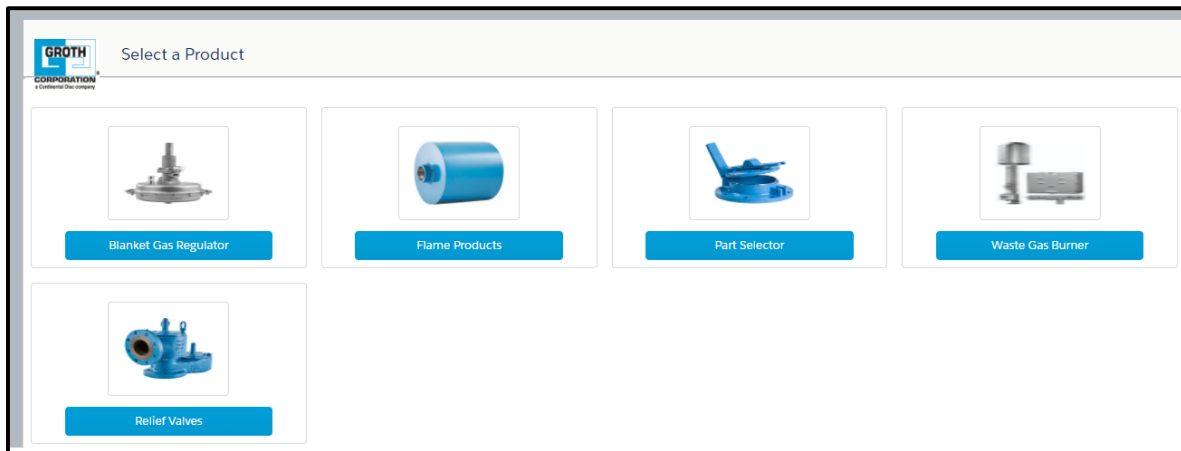 GROTH
CORPORATION
a Continental Disc company
®
Select a Product
Blanket Gas Regulator
Flame Products
Part Selector
Waste Gas Burner
Relief Valves